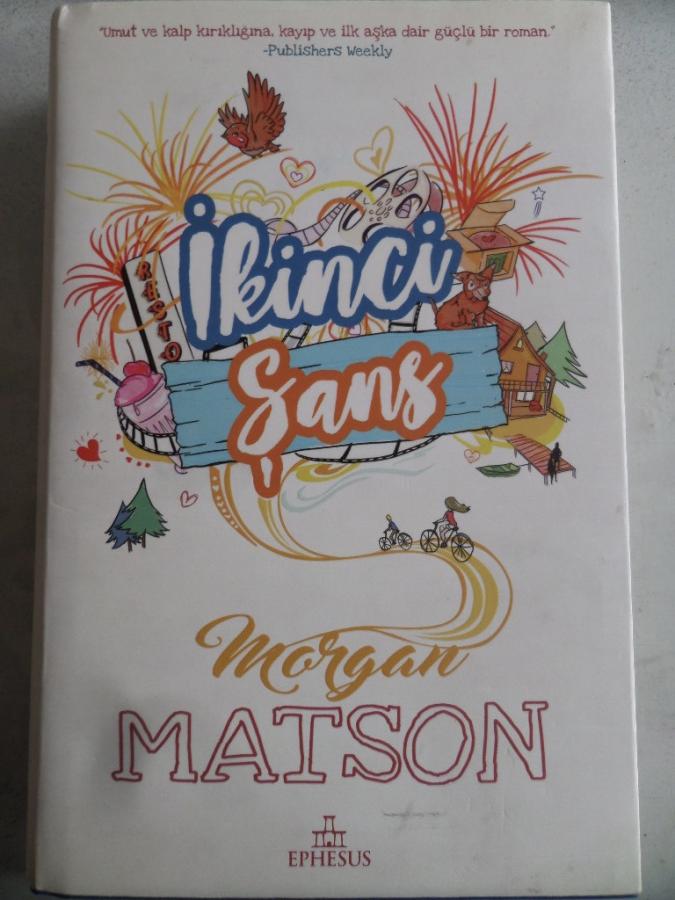 "Umut ve kalp kırıklığına, kayıp ve ilk aşka dair güçlü bir roman."
-Publishers Weekly
RESTO
İkinci
Şans
Morgan
MATSON
EPHESUS